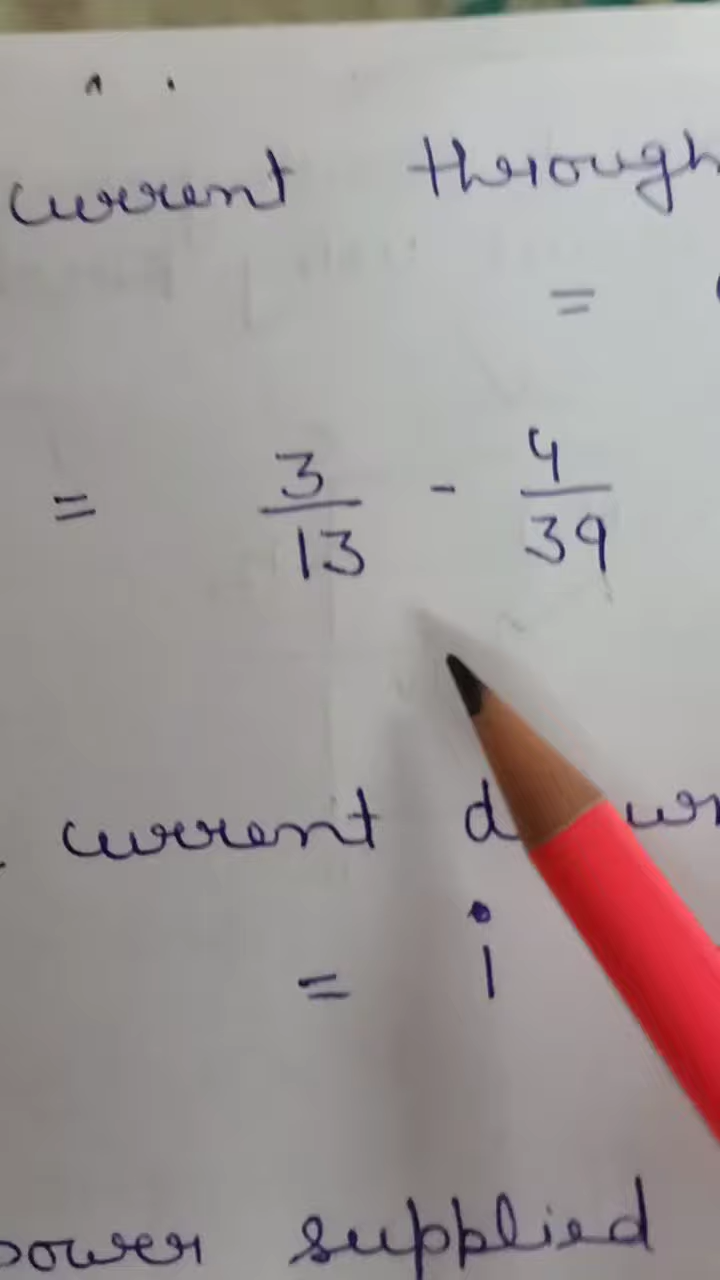 current through
=
= 3/13 - 4/39
current d
= i
power supplied